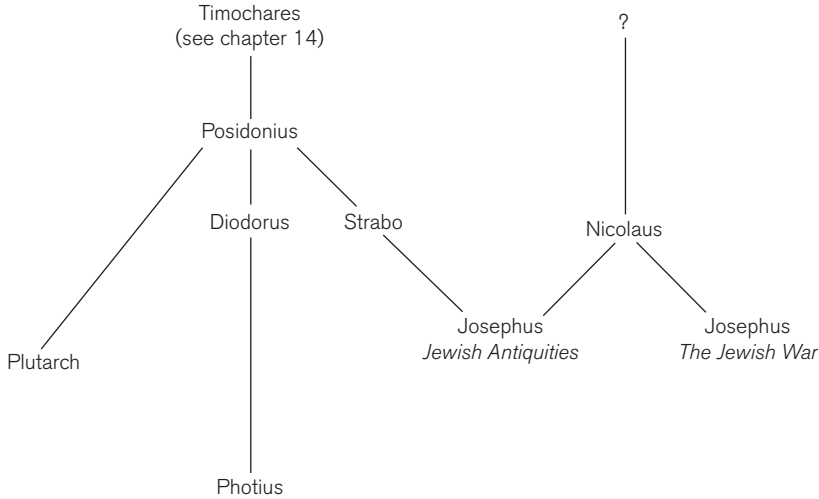 Timochares
(see chapter 14)
?
Posidonius
Diodorus
Strabo
Nicolaus
Josephus
Jewish Antiquities
Josephus
The Jewish War
Plutarch
Photius